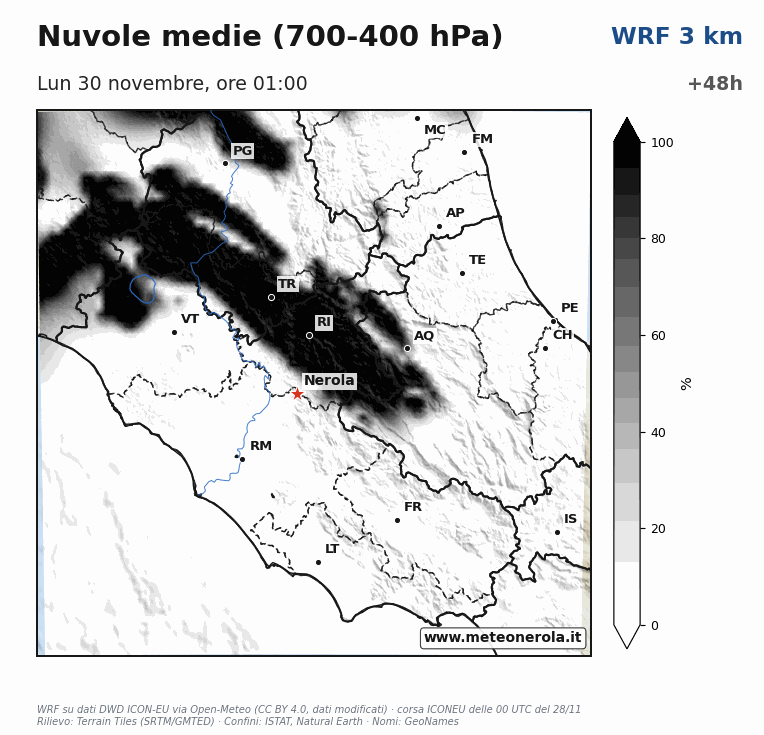 Nuvole medie (700-400 hPa)
WRF 3 km
Lun 30 novembre, ore 01:00
+48h
MC
FM
PG
AP
TE
TR
PE
RI
VT
CH
AQ
Nerola
RM
FR
IS
LT
www.meteonerola.it
100
80
60
40
20
0
%
WRF su dati DWD ICON-EU via Open-Meteo (CC BY 4.0, dati modificati) · corsa ICONEU delle 00 UTC del 28/11
Rilievo: Terrain Tiles (SRTM/GMTED) · Confini: ISTAT, Natural Earth · Nomi: GeoNames